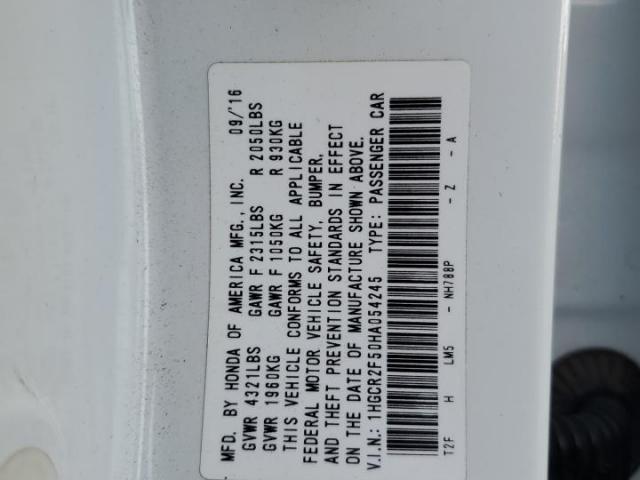 MFD. BY HONDA OF AMERICA MFG., INC. 09/'16
GVWR 4321LBS GAWR F 2315LBS R 2050LBS
GVWR 1960KG GAWR F 1050KG R 930KG
THIS VEHICLE CONFORMS TO ALL APPLICABLE
FEDERAL MOTOR VEHICLE SAFETY, BUMPER,
AND THEFT PREVENTION STANDARDS IN EFFECT
ON THE DATE OF MANUFACTURE SHOWN ABOVE.
V.I.N.: 1HGCR2F50HA054245 TYPE: PASSENGER CAR
T2F H LM5 - NH788P - Z - A